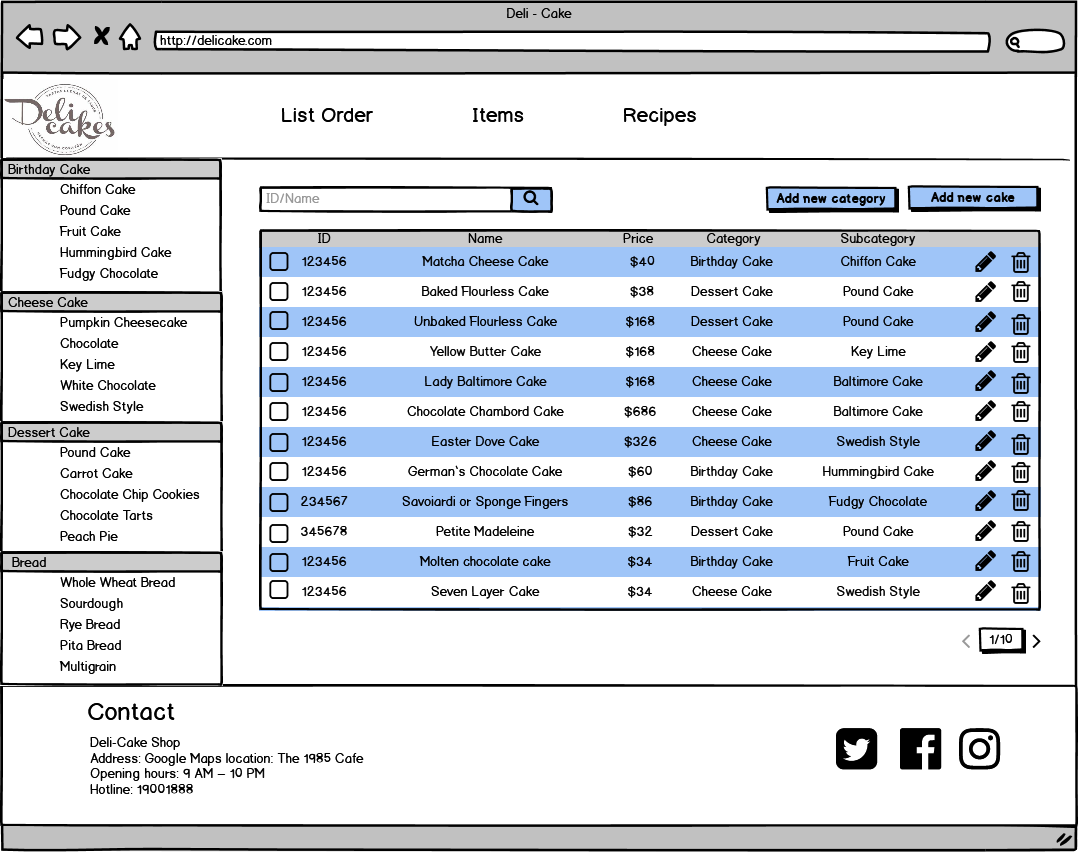 Deli - Cake
http://delicake.com
Deli cakes
List Order Items Recipes
Birthday Cake
Chiffon Cake
Pound Cake
Fruit Cake
Hummingbird Cake
Fudgy Chocolate
Cheese Cake
Pumpkin Cheesecake
Chocolate
Key Lime
White Chocolate
Swedish Style
Dessert Cake
Pound Cake
Carrot Cake
Chocolate Chip Cookies
Chocolate Tarts
Peach Pie
Bread
Whole Wheat Bread
Sourdough
Rye Bread
Pita Bread
Multigrain
ID/Name
Add new category Add new cake
ID Name Price Category Subcategory
123456 Matcha Cheese Cake $40 Birthday Cake Chiffon Cake
123456 Baked Flourless Cake $38 Dessert Cake Pound Cake
123456 Unbaked Flourless Cake $168 Dessert Cake Pound Cake
123456 Yellow Butter Cake $168 Cheese Cake Key Lime
123456 Lady Baltimore Cake $168 Cheese Cake Baltimore Cake
123456 Chocolate Chambord Cake $686 Cheese Cake Baltimore Cake
123456 Easter Dove Cake $326 Cheese Cake Swedish Style
123456 German's Chocolate Cake $60 Birthday Cake Hummingbird Cake
234567 Savoiardi or Sponge Fingers $86 Birthday Cake Fudgy Chocolate
345678 Petite Madeleine $32 Dessert Cake Pound Cake
123456 Molten chocolate cake $34 Birthday Cake Fruit Cake
123456 Seven Layer Cake $34 Cheese Cake Swedish Style
< 1/10 >
Contact
Deli-Cake Shop
Address: Google Maps location: The 1985 Cafe
Opening hours: 9 AM – 10 PM
Hotline: 19001888